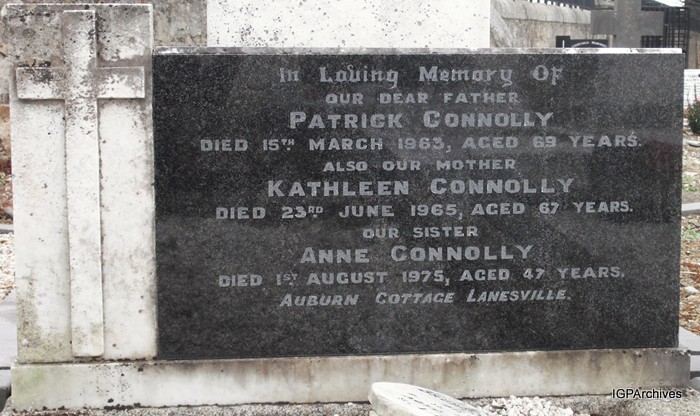 In Loving Memory Of
OUR DEAR FATHER
PATRICK CONNOLLY
DIED 15TH MARCH 1963, AGED 69 YEARS.
ALSO OUR MOTHER
KATHLEEN CONNOLLY
DIED 23RD JUNE 1965, AGED 67 YEARS.
OUR SISTER
ANNE CONNOLLY
DIED 1ST AUGUST 1975, AGED 47 YEARS.
AUBURN COTTAGE LANESVILLE.
IGPArchives